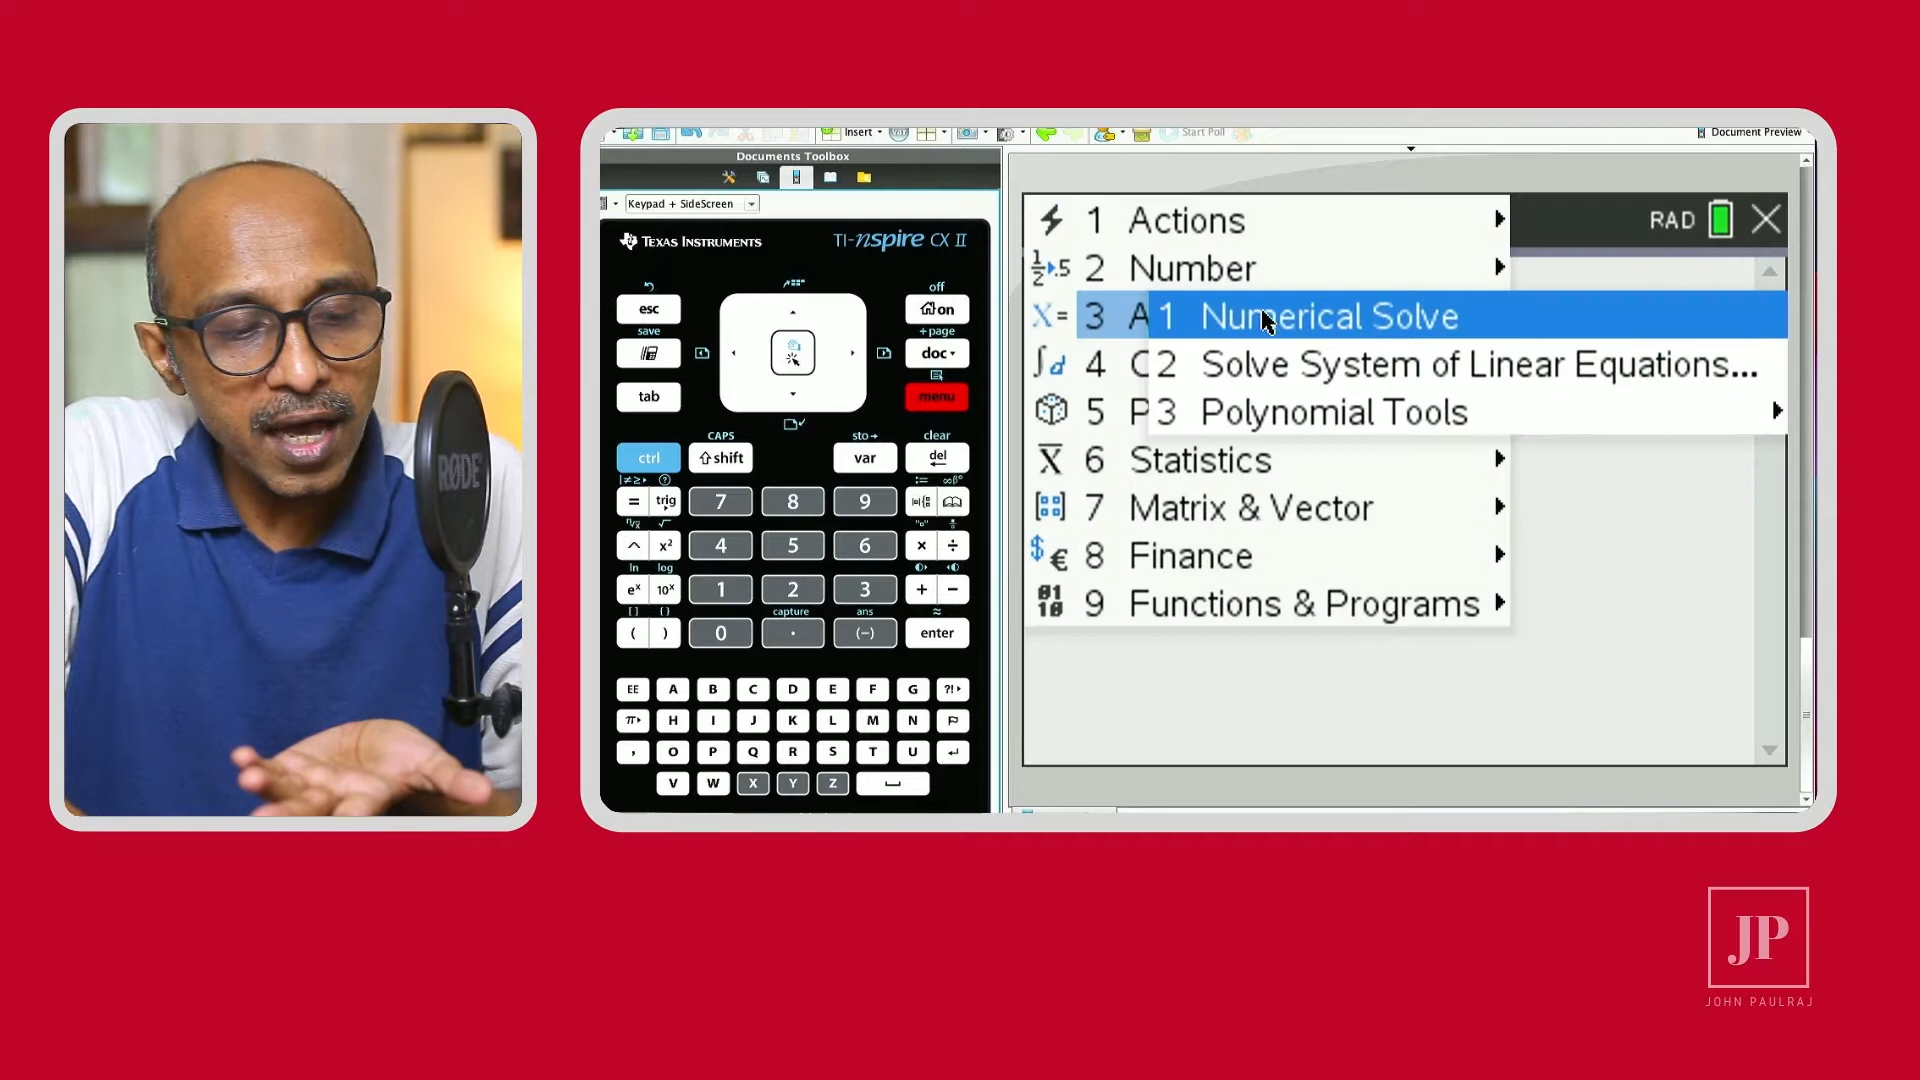 Insert
Start Poll
Document Preview
Documents Toolbox
Keypad + SideScreen
TEXAS INSTRUMENTS
TI-nspire CX II
off
esc
on
save
+page
doc
tab
menu
CAPS
sto→
clear
ctrl
shift
var
del
= trig 7 8 9
^ x² 4 5 6 × ÷
ln log
eˣ 10ˣ 1 2 3 + −
[ ] { } capture ans ≈
( ) 0 . (−) enter
EE A B C D E F G ?!
π H I J K L M N
, O P Q R S T U
V W X Y Z
1 Actions
RAD
2 Number
3 A 1 Numerical Solve
4 C 2 Solve System of Linear Equations...
5 P 3 Polynomial Tools
6 Statistics
7 Matrix & Vector
8 Finance
9 Functions & Programs
RØDE
JP
JOHN PAULRAJ